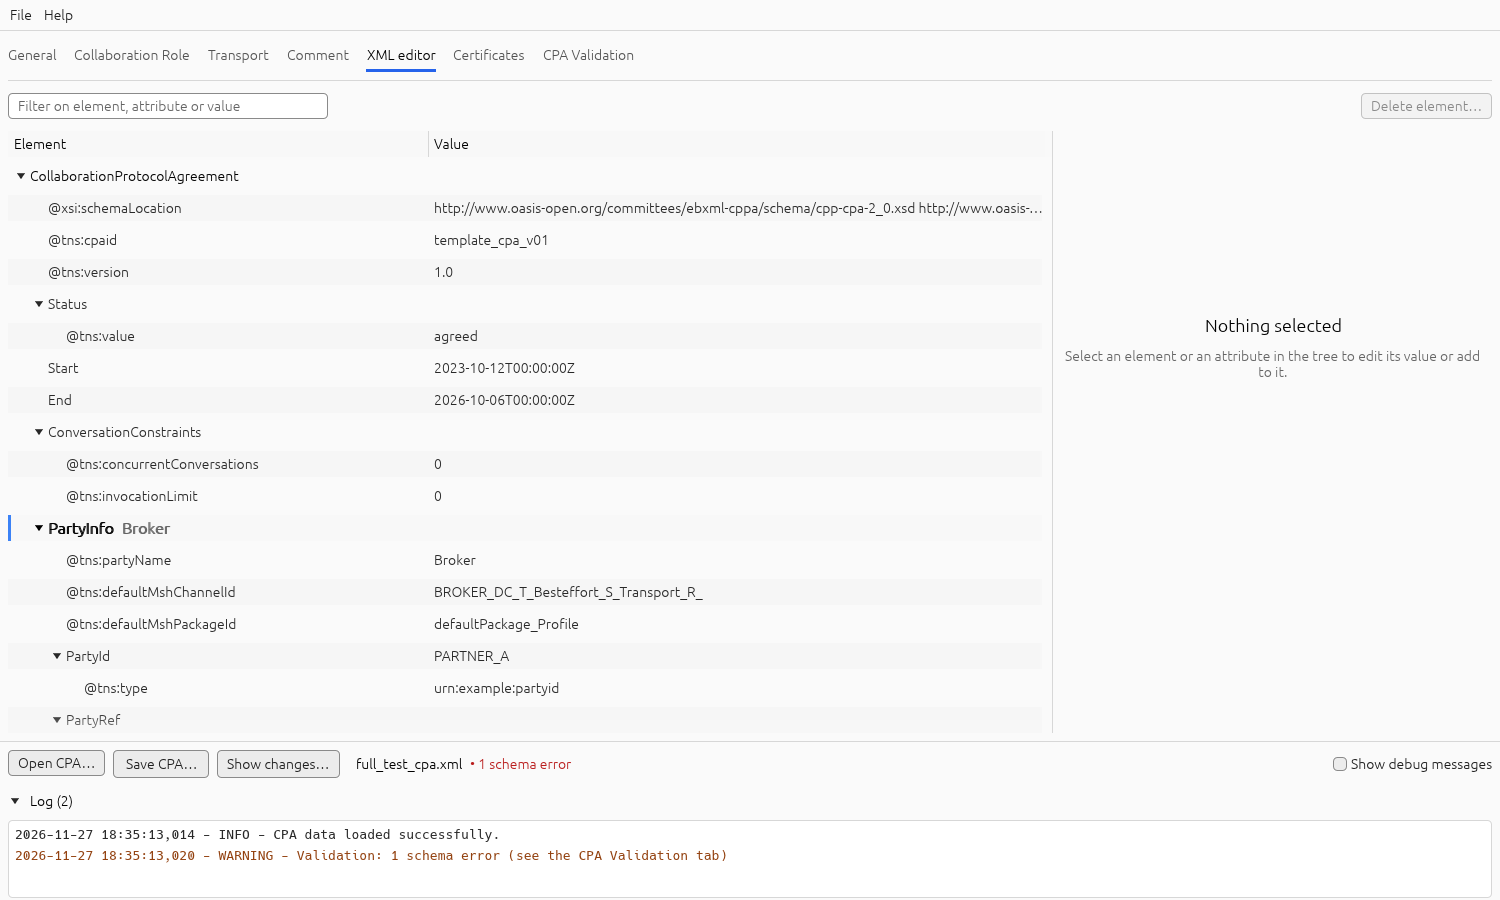 File Help
General Collaboration Role Transport Comment XML editor Certificates CPA Validation
Filter on element, attribute or value Delete element…
Element Value
CollaborationProtocolAgreement
@xsi:schemaLocation http://www.oasis-open.org/committees/ebxml-cppa/schema/cpp-cpa-2_0.xsd http://www.oasis-…
@tns:cpaid template_cpa_v01
@tns:version 1.0
Status
@tns:value agreed
Start 2023-10-12T00:00:00Z
End 2026-10-06T00:00:00Z
ConversationConstraints
@tns:concurrentConversations 0
@tns:invocationLimit 0
PartyInfo Broker
@tns:partyName Broker
@tns:defaultMshChannelId BROKER_DC_T_Besteffort_S_Transport_R_
@tns:defaultMshPackageId defaultPackage_Profile
PartyId PARTNER_A
@tns:type urn:example:partyid
PartyRef
Nothing selected
Select an element or an attribute in the tree to edit its value or add
to it.
Open CPA… Save CPA… Show changes… full_test_cpa.xml • 1 schema error Show debug messages
Log (2)
2026-11-27 18:35:13,014 - INFO - CPA data loaded successfully.
2026-11-27 18:35:13,020 - WARNING - Validation: 1 schema error (see the CPA Validation tab)